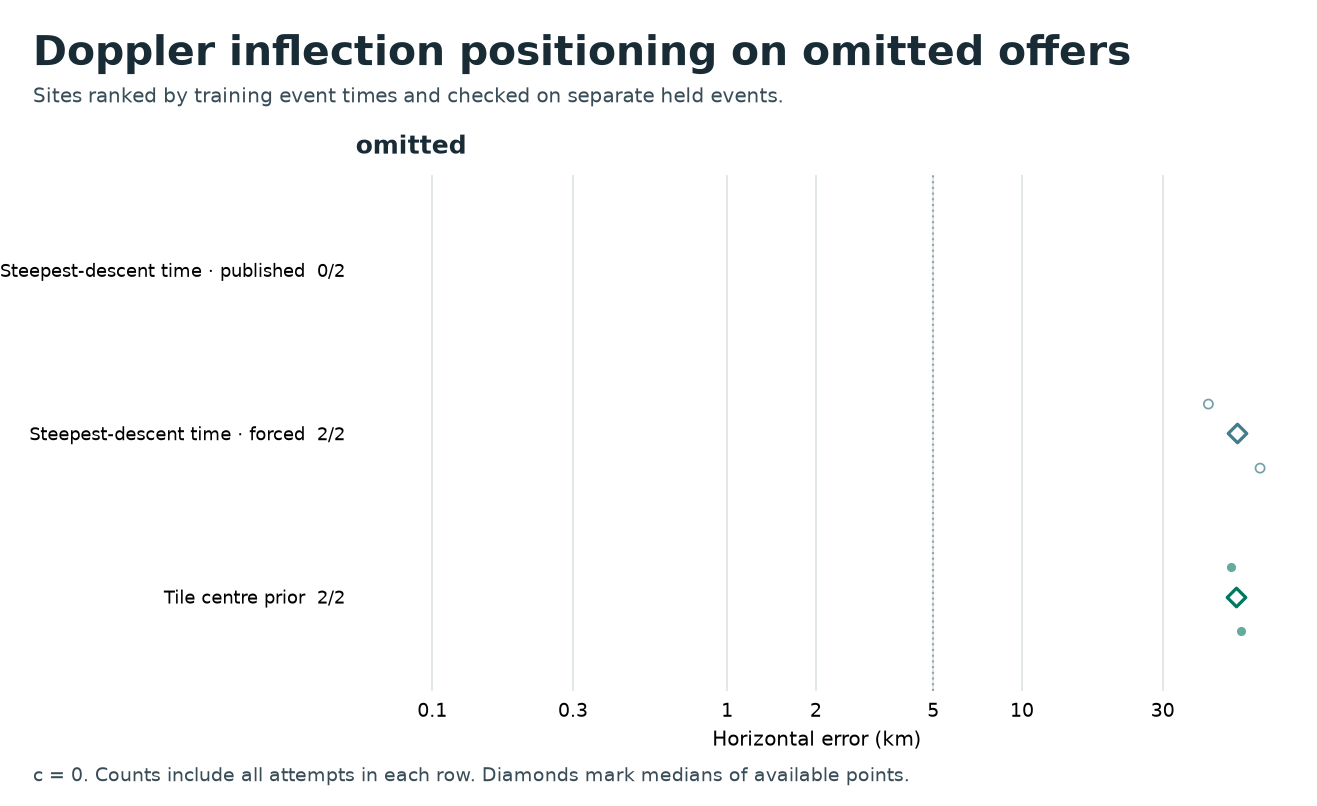 Doppler inflection positioning on omitted offers
Sites ranked by training event times and checked on separate held events.
omitted
Steepest-descent time · published 0/2
Steepest-descent time · forced 2/2
Tile centre prior 2/2
0.1 0.3 1 2 5 10 30
Horizontal error (km)
c = 0. Counts include all attempts in each row. Diamonds mark medians of available points.